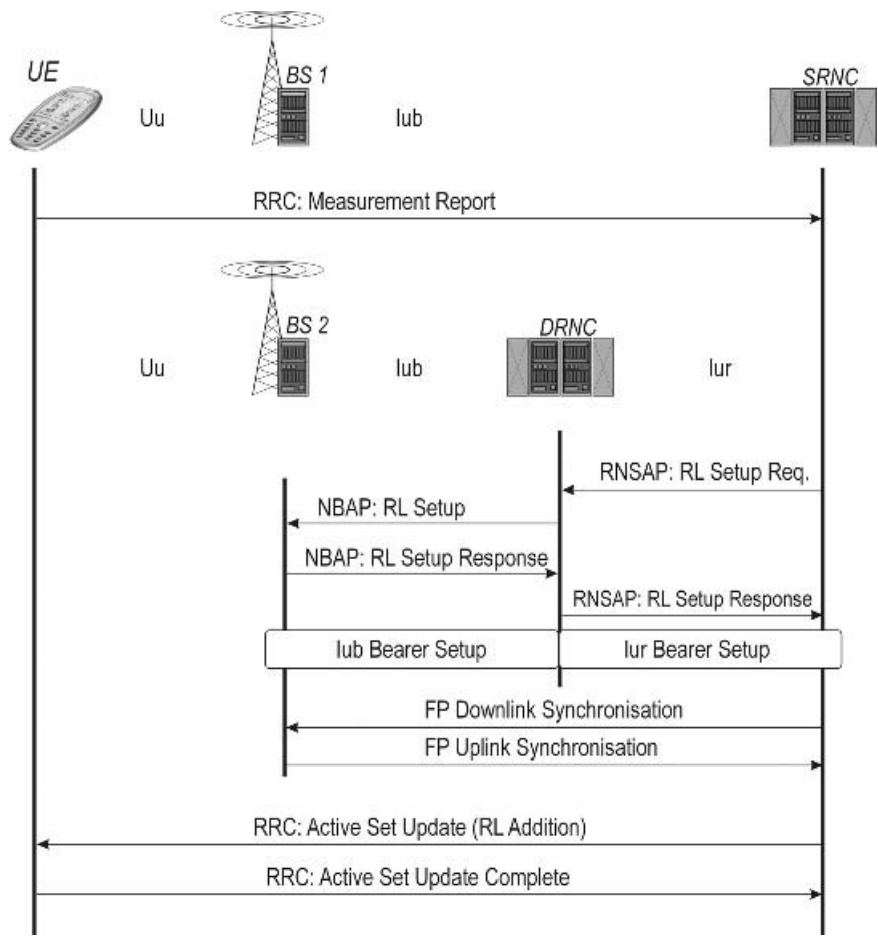 UE
BS 1
SRNC
Uu
Iub
RRC: Measurement Report
BS 2
DRNC
Uu
Iub
Iur
RNSAP: RL Setup Req.
NBAP: RL Setup
NBAP: RL Setup Response
RNSAP: RL Setup Response
Iub Bearer Setup
Iur Bearer Setup
FP Downlink Synchronisation
FP Uplink Synchronisation
RRC: Active Set Update (RL Addition)
RRC: Active Set Update Complete